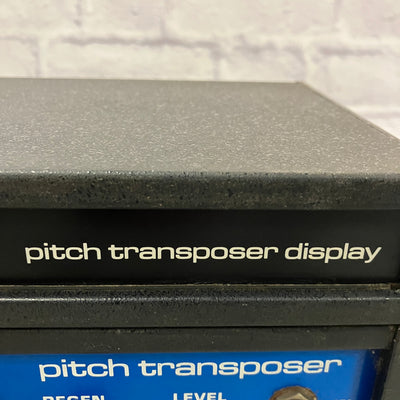 pitch transposer display
pitch transposer
REGEN LEVEL